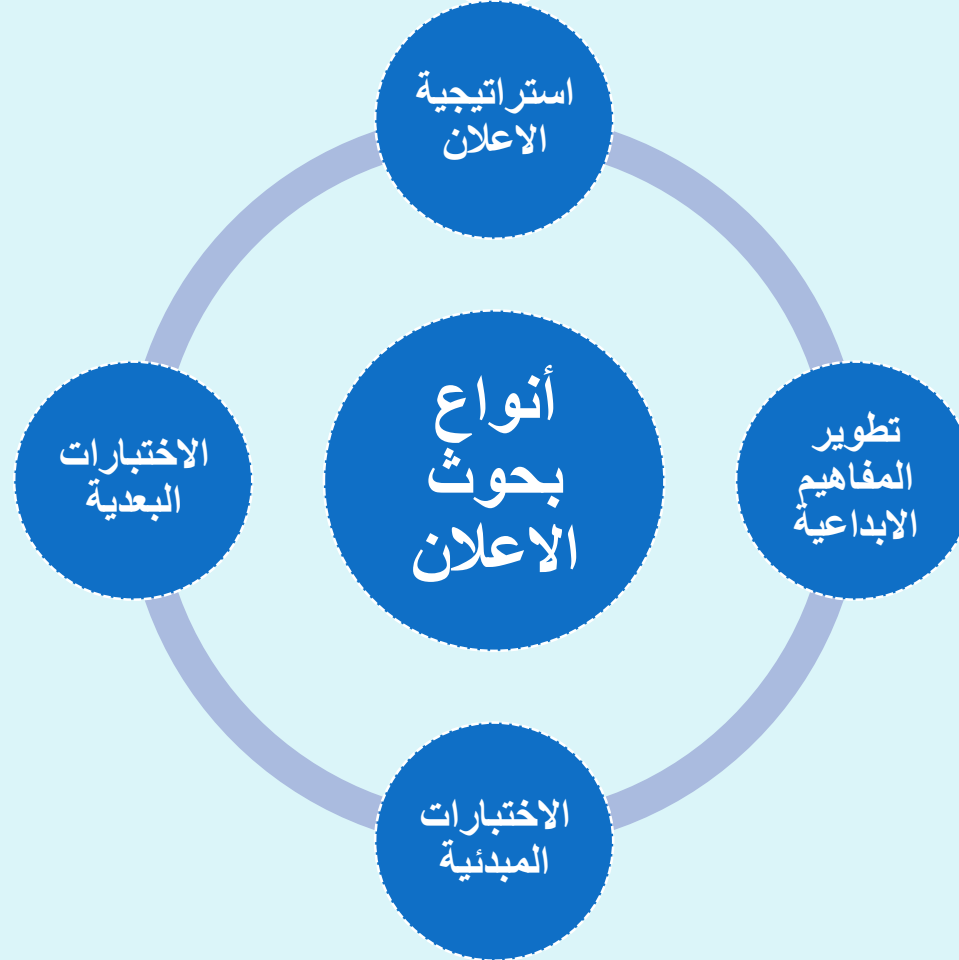 استراتيجية
الاعلان
أنواع
بحوث
الاعلان
تطوير
المفاهيم
الابداعية
الاختبارات
المبدئية
الاختبارات
البعدية